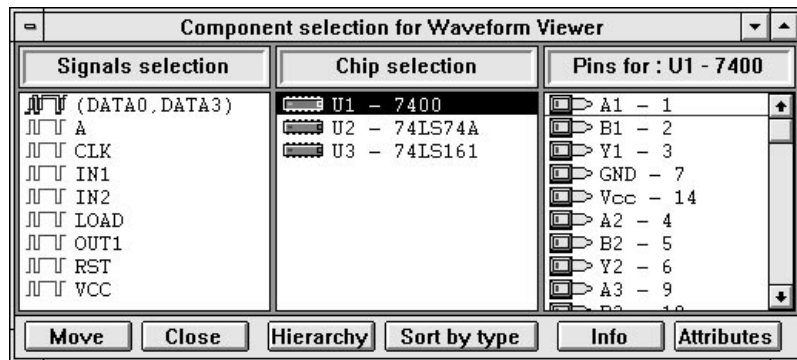 Component selection for Waveform Viewer
Signals selection
Chip selection
Pins for : U1 - 7400
(DATA0,DATA3)
A
CLK
IN1
IN2
LOAD
OUT1
RST
VCC
U1 - 7400
U2 - 74LS74A
U3 - 74LS161
A1 - 1
B1 - 2
Y1 - 3
GND - 7
Vcc - 14
A2 - 4
B2 - 5
Y2 - 6
A3 - 9
Move
Close
Hierarchy
Sort by type
Info
Attributes